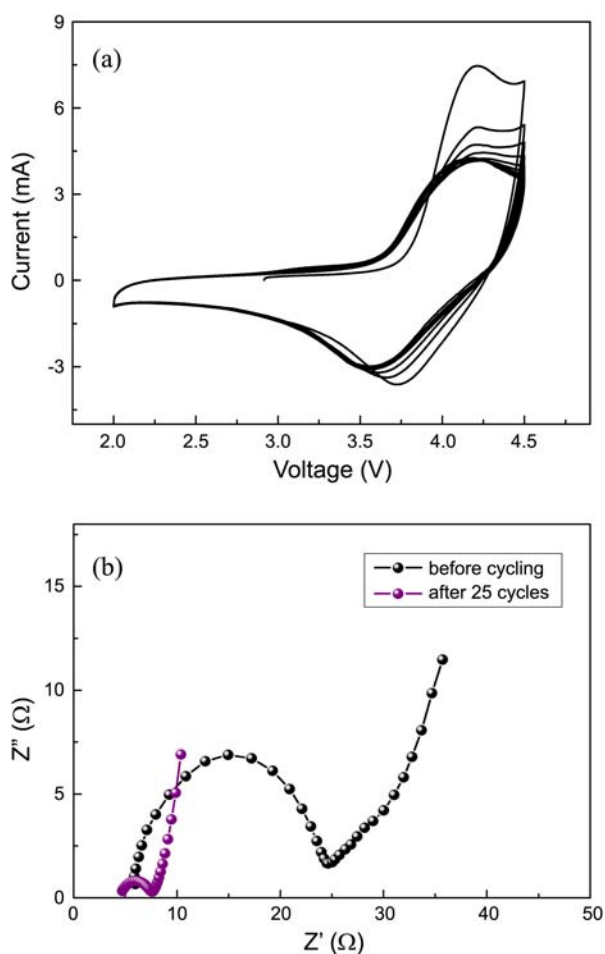 (a)
9
6
3
0
-3
Current (mA)
2.0 2.5 3.0 3.5 4.0 4.5
Voltage (V)
(b)
before cycling
after 25 cycles
15
10
5
0
Z'' (Ω)
0 10 20 30 40 50
Z' (Ω)